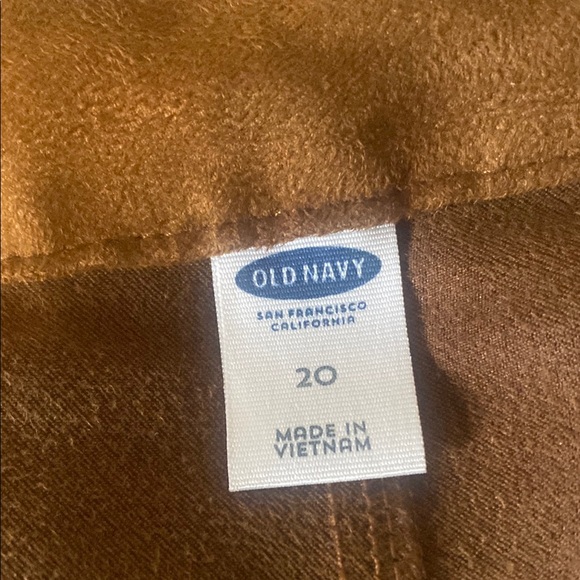 OLD NAVY
SAN FRANCISCO
CALIFORNIA
20
MADE IN
VIETNAM